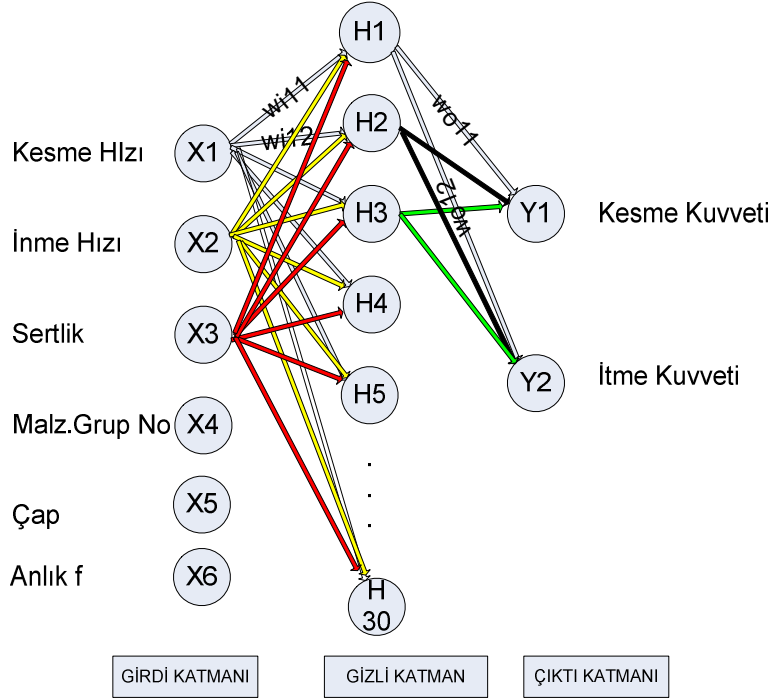 H1
wi11
wo11
H2
wi12
Kesme HIzı
X1
wo12
H3
Y1
Kesme Kuvveti
İnme Hızı
X2
H4
Sertlik
X3
H5
Y2
İtme Kuvveti
Malz.Grup No
X4
Çap
X5
Anlık f
X6
H
30
GİRDİ KATMANI
GİZLİ KATMAN
ÇIKTI KATMANI